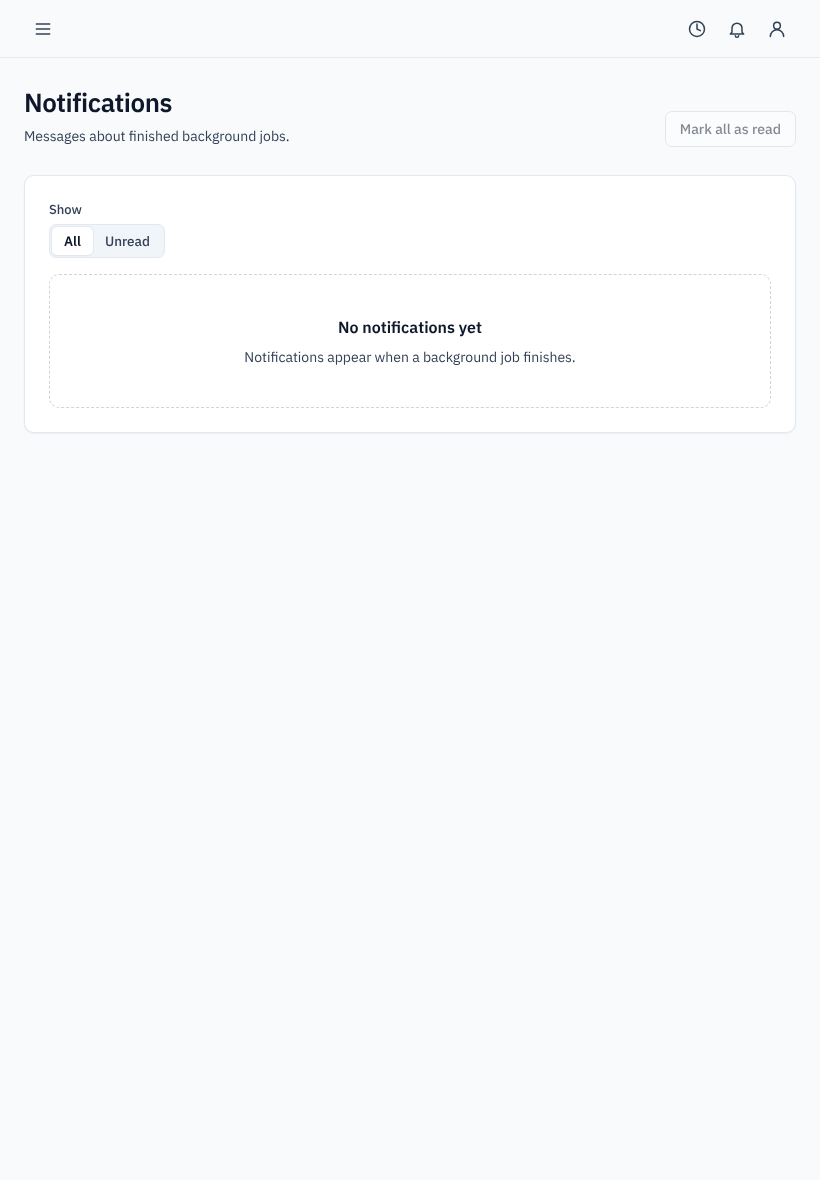 Notifications
Messages about finished background jobs.
Mark all as read
Show
All
Unread
No notifications yet
Notifications appear when a background job finishes.